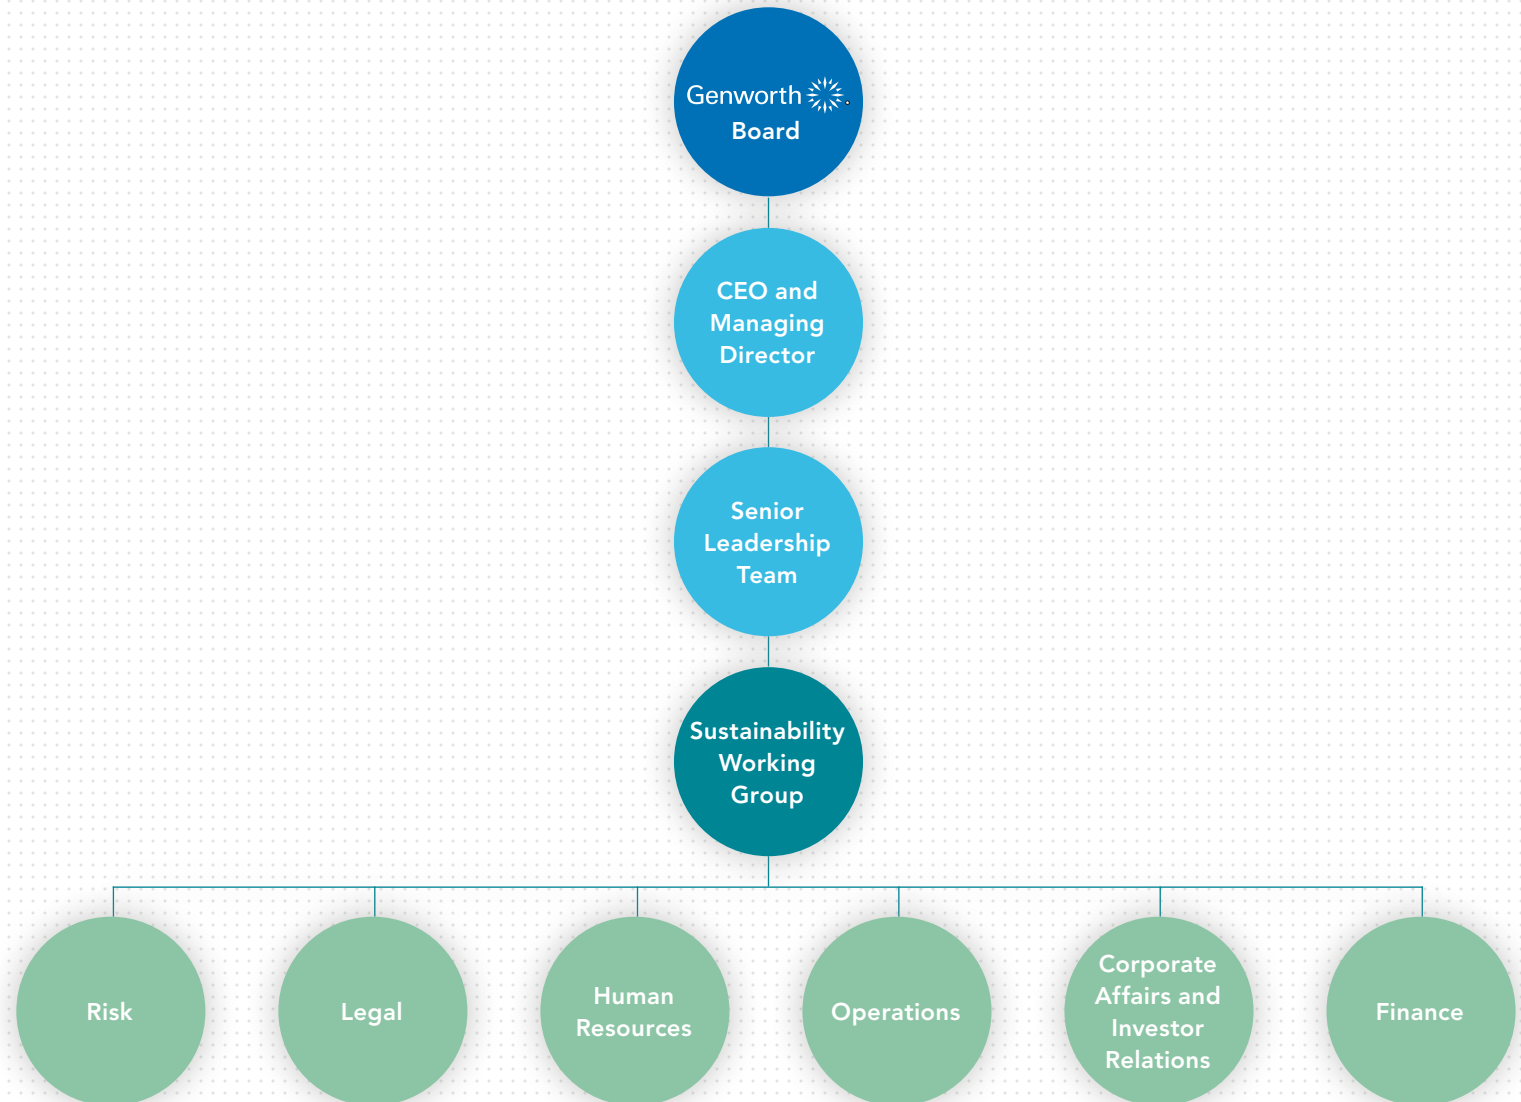 Genworth
Board
CEO and
Managing
Director
Senior
Leadership
Team
Sustainability
Working
Group
Risk
Legal
Human
Resources
Operations
Corporate
Affairs and
Investor
Relations
Finance